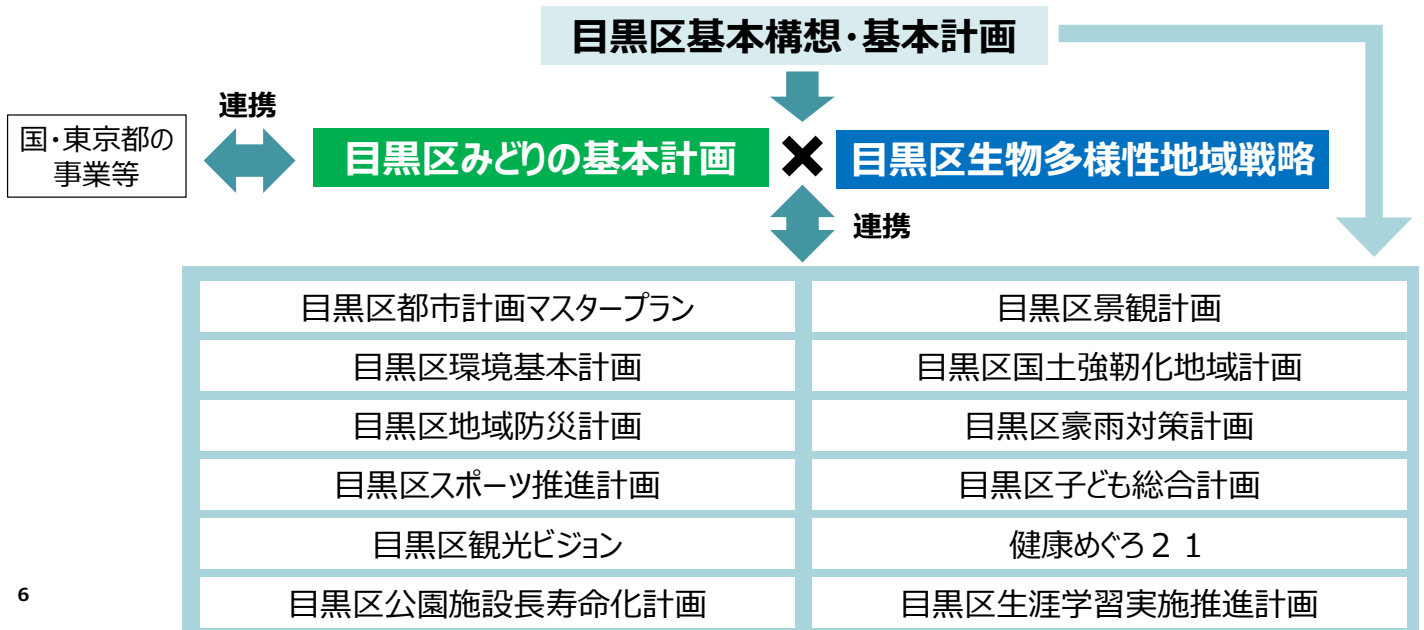 目黒区基本構想・基本計画
連携
国・東京都の
事業等
目黒区みどりの基本計画 × 目黒区生物多様性地域戦略
連携
目黒区都市計画マスタープラン
目黒区景観計画
目黒区環境基本計画
目黒区国土強靭化地域計画
目黒区地域防災計画
目黒区豪雨対策計画
目黒区スポーツ推進計画
目黒区子ども総合計画
目黒区観光ビジョン
健康めぐろ２１
目黒区公園施設長寿命化計画
目黒区生涯学習実施推進計画
6